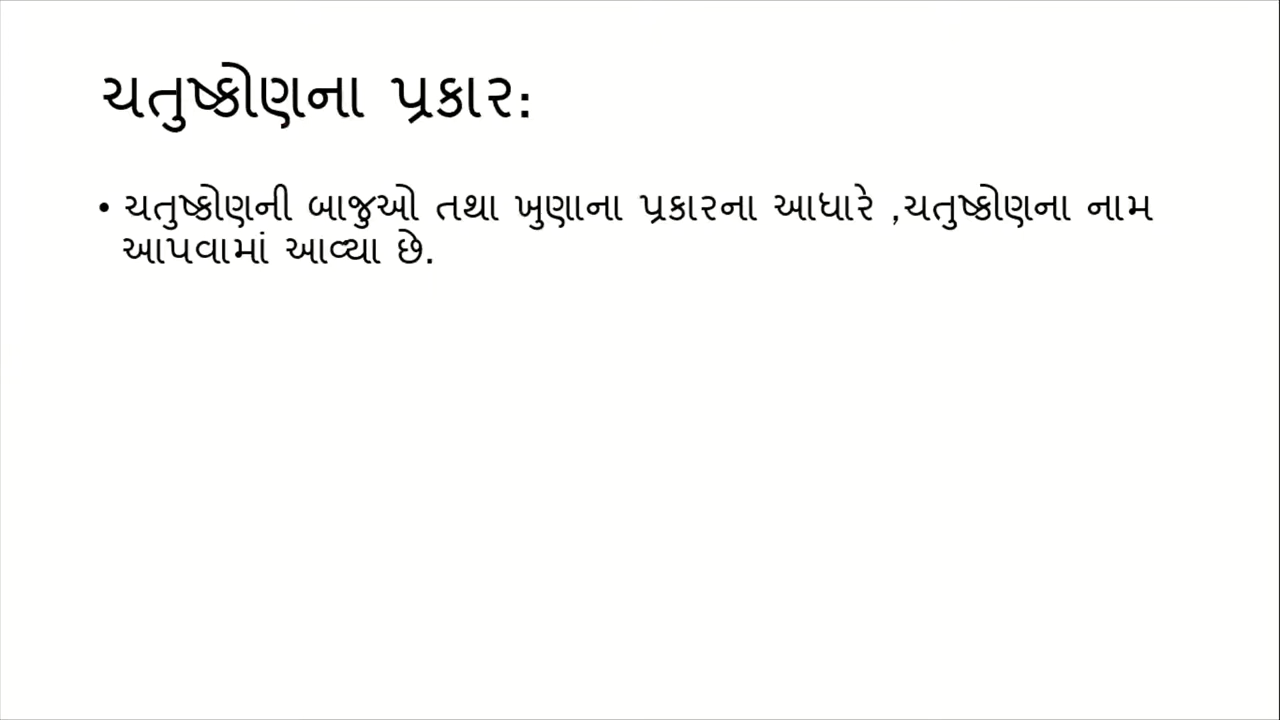 ચતુષ્કોણના પ્રકાર:
• ચતુષ્કોણની બાજુઓ તથા ખુણાના પ્રકારના આધારે ,ચતુષ્કોણના નામ
આપવામાં આવ્યા છે.